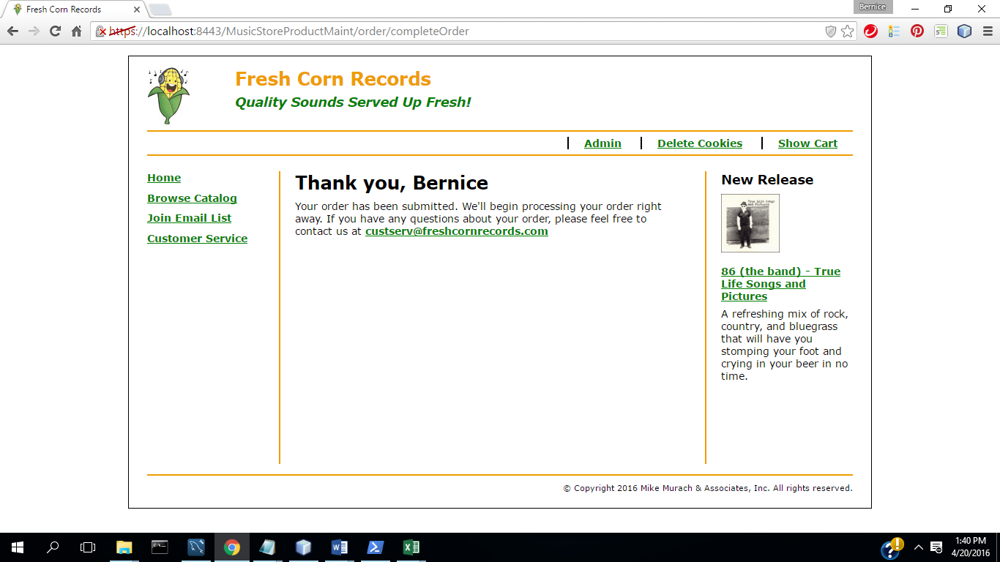 Fresh Corn Records
Bernice
https://localhost:8443/MusicStoreProductMaint/order/completeOrder
Fresh Corn Records
Quality Sounds Served Up Fresh!
Admin
Delete Cookies
Show Cart
Home
Browse Catalog
Join Email List
Customer Service
Thank you, Bernice
Your order has been submitted. We'll begin processing your order right
away. If you have any questions about your order, please feel free to
contact us at custserv@freshcornrecords.com
New Release
True Life Songs
and Pictures
86 (the band) - True
Life Songs and
Pictures
A refreshing mix of rock,
country, and bluegrass
that will have you
stomping your foot and
crying in your beer in no
time.
© Copyright 2016 Mike Murach & Associates, Inc. All rights reserved.
1:40 PM
4/20/2016